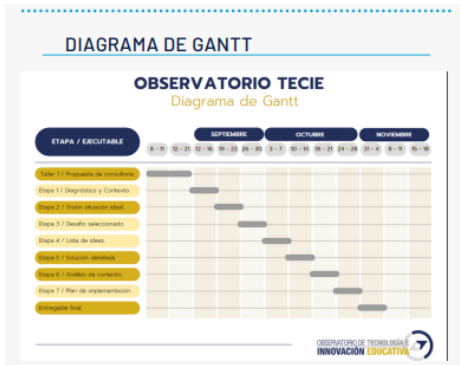 DIAGRAMA DE GANTT
OBSERVATORIO TECIE
Diagrama de Gantt
ETAPA / EJECUTABLE
SEPTIEMBRE OCTUBRE NOVIEMBRE
8 - 11 12 - 21 12 - 16 19 - 23 26 - 30 3 - 7 10 - 14 18 - 21 24 - 28 31 - 4 8 - 11 15 - 18
Taller 1 / Propuesta de consultoría
Etapa 1 / Diagnóstico y Contexto.
Etapa 2 / Visión situación ideal.
Etapa 3 / Desafío seleccionado.
Etapa 4 / Lista de ideas.
Etapa 5 / Solución detallada
Etapa 6 / Análisis de contexto.
Etapa 7 / Plan de implementación.
Entregable final.
OBSERVATORIO DE TECNOLOGÍA E
INNOVACIÓN EDUCATIVA